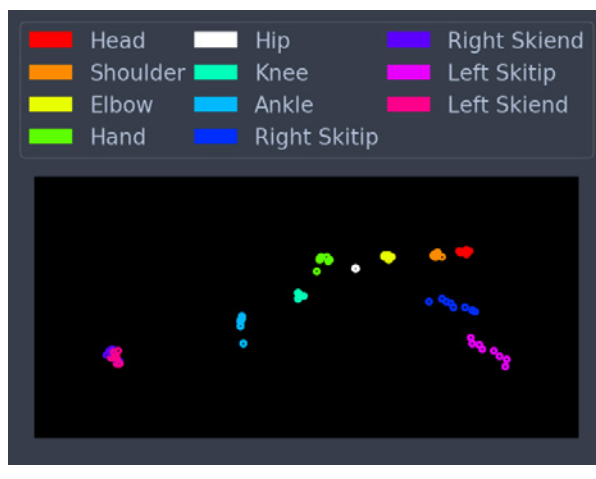 Head Hip Right Skiend
Shoulder Knee Left Skitip
Elbow Ankle Left Skiend
Hand Right Skitip